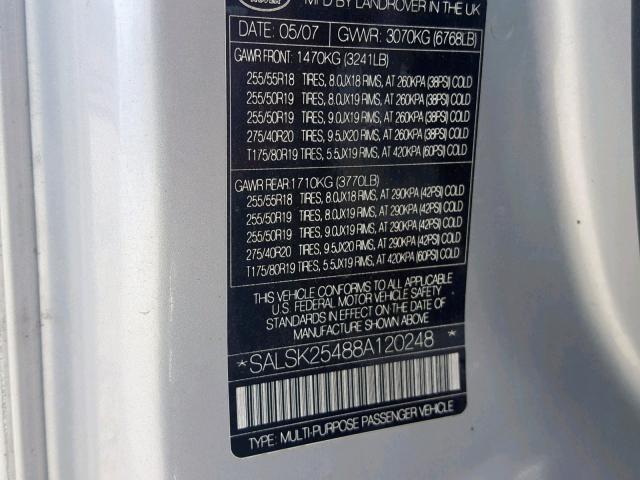 MFD BY LANDROVER IN THE UK
DATE: 05/07 GVWR: 3070KG (6768LB)
GAWR FRONT: 1470KG (3241LB)
255/55R18 TIRES, 8.0JX18 RIMS, AT 260KPA (38PSI) COLD
255/50R19 TIRES, 8.0JX19 RIMS, AT 260KPA (38PSI) COLD
255/50R19 TIRES, 9.0JX19 RIMS, AT 260KPA (38PSI) COLD
275/40R20 TIRES, 9.5JX20 RIMS, AT 260KPA (38PSI) COLD
T175/80R19 TIRES, 5.5JX19 RIMS, AT 420KPA (60PSI) COLD
GAWR REAR: 1710KG (3770LB)
255/55R18 TIRES, 8.0JX18 RIMS, AT 290KPA (42PSI) COLD
255/50R19 TIRES, 8.0JX19 RIMS, AT 290KPA (42PSI) COLD
255/50R19 TIRES, 9.0JX19 RIMS, AT 290KPA (42PSI) COLD
275/40R20 TIRES, 9.5JX20 RIMS, AT 290KPA (42PSI) COLD
T175/80R19 TIRES, 5.5JX19 RIMS, AT 420KPA (60PSI) COLD
THIS VEHICLE CONFORMS TO ALL APPLICABLE
U.S. FEDERAL MOTOR VEHICLE SAFETY
STANDARDS IN EFFECT ON THE DATE OF
MANUFACTURE SHOWN ABOVE
*SALSK25488A120248*
TYPE: MULTI-PURPOSE PASSENGER VEHICLE